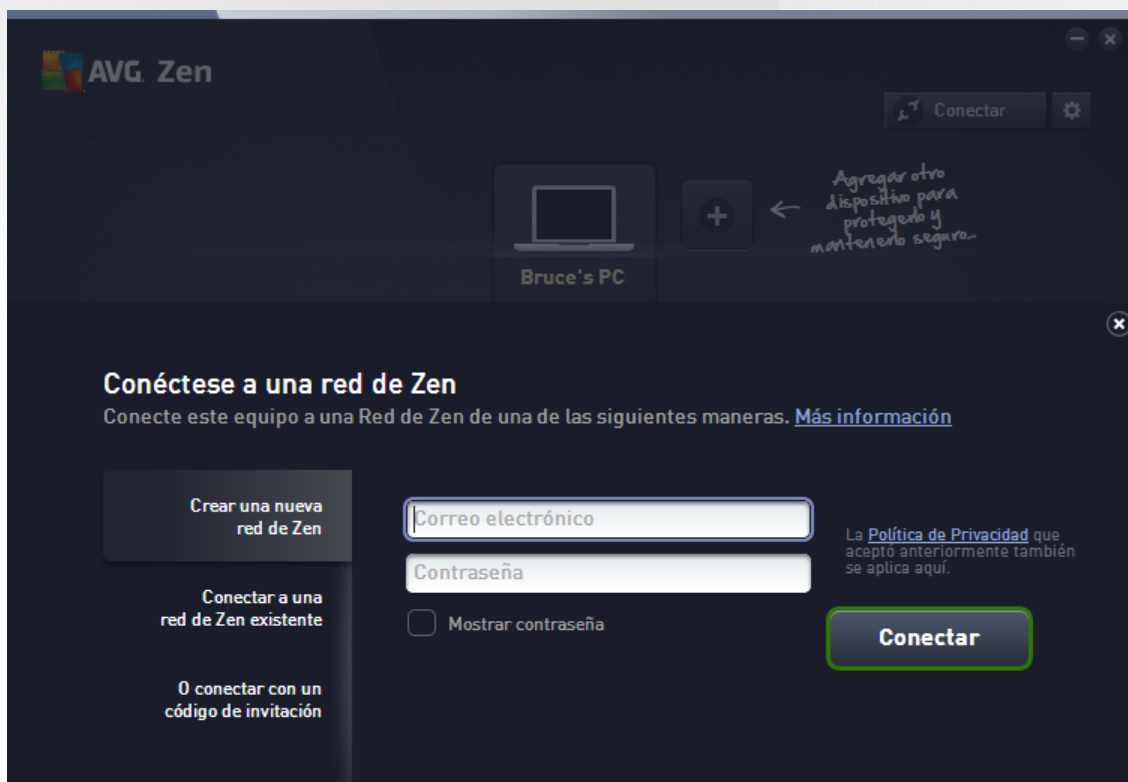 AVG. Zen
Conectar
Agregar otro
dispositivo para
protegerlo y
mantenerlo seguro...
Bruce's PC
Conéctese a una red de Zen
Conecte este equipo a una Red de Zen de una de las siguientes maneras. Más información
Crear una nueva
red de Zen
Conectar a una
red de Zen existente
O conectar con un
código de invitación
Correo electrónico
Contraseña
Mostrar contraseña
La Política de Privacidad que
aceptó anteriormente también
se aplica aquí.
Conectar